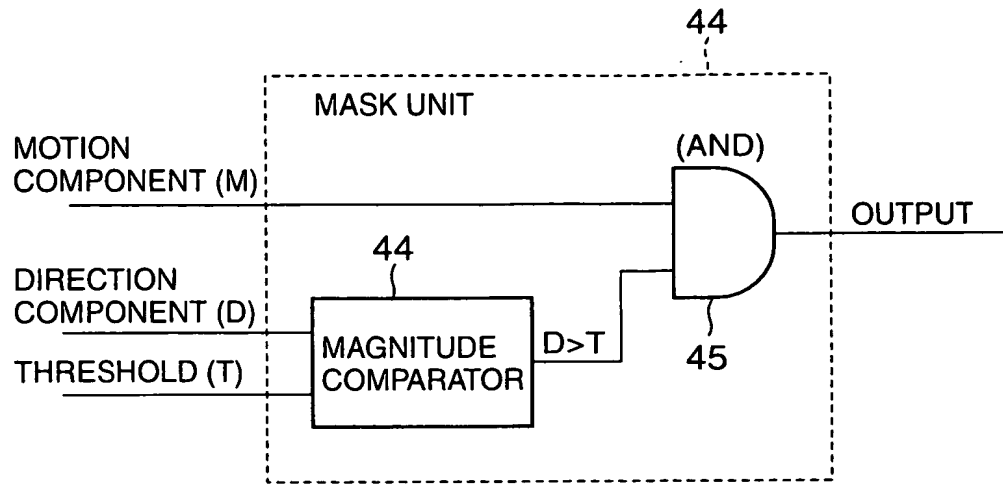 44
MASK UNIT
(AND)
MOTION
COMPONENT (M)
OUTPUT
44
DIRECTION
COMPONENT (D)
D>T
45
MAGNITUDE
COMPARATOR
THRESHOLD (T)